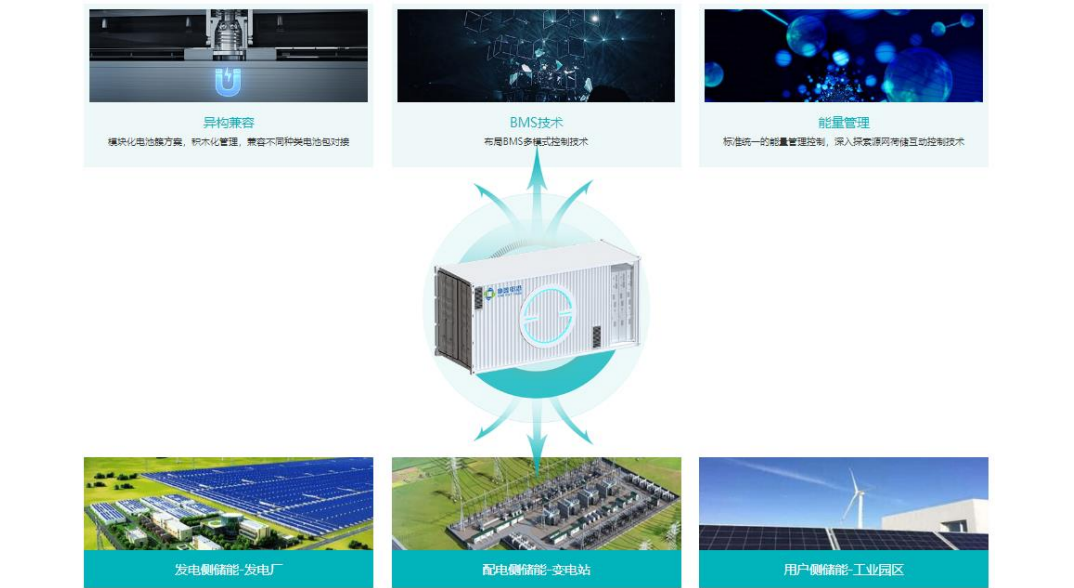 异构兼容
模块化电池簇方案，积木化管理，兼容不同种类电池包对接
BMS技术
布局BMS多模式控制技术
能量管理
标准统一的能量管理控制，深入探索源网荷储互动控制技术
发电侧储能-发电厂
配电侧储能-变电站
用户侧储能-工业园区